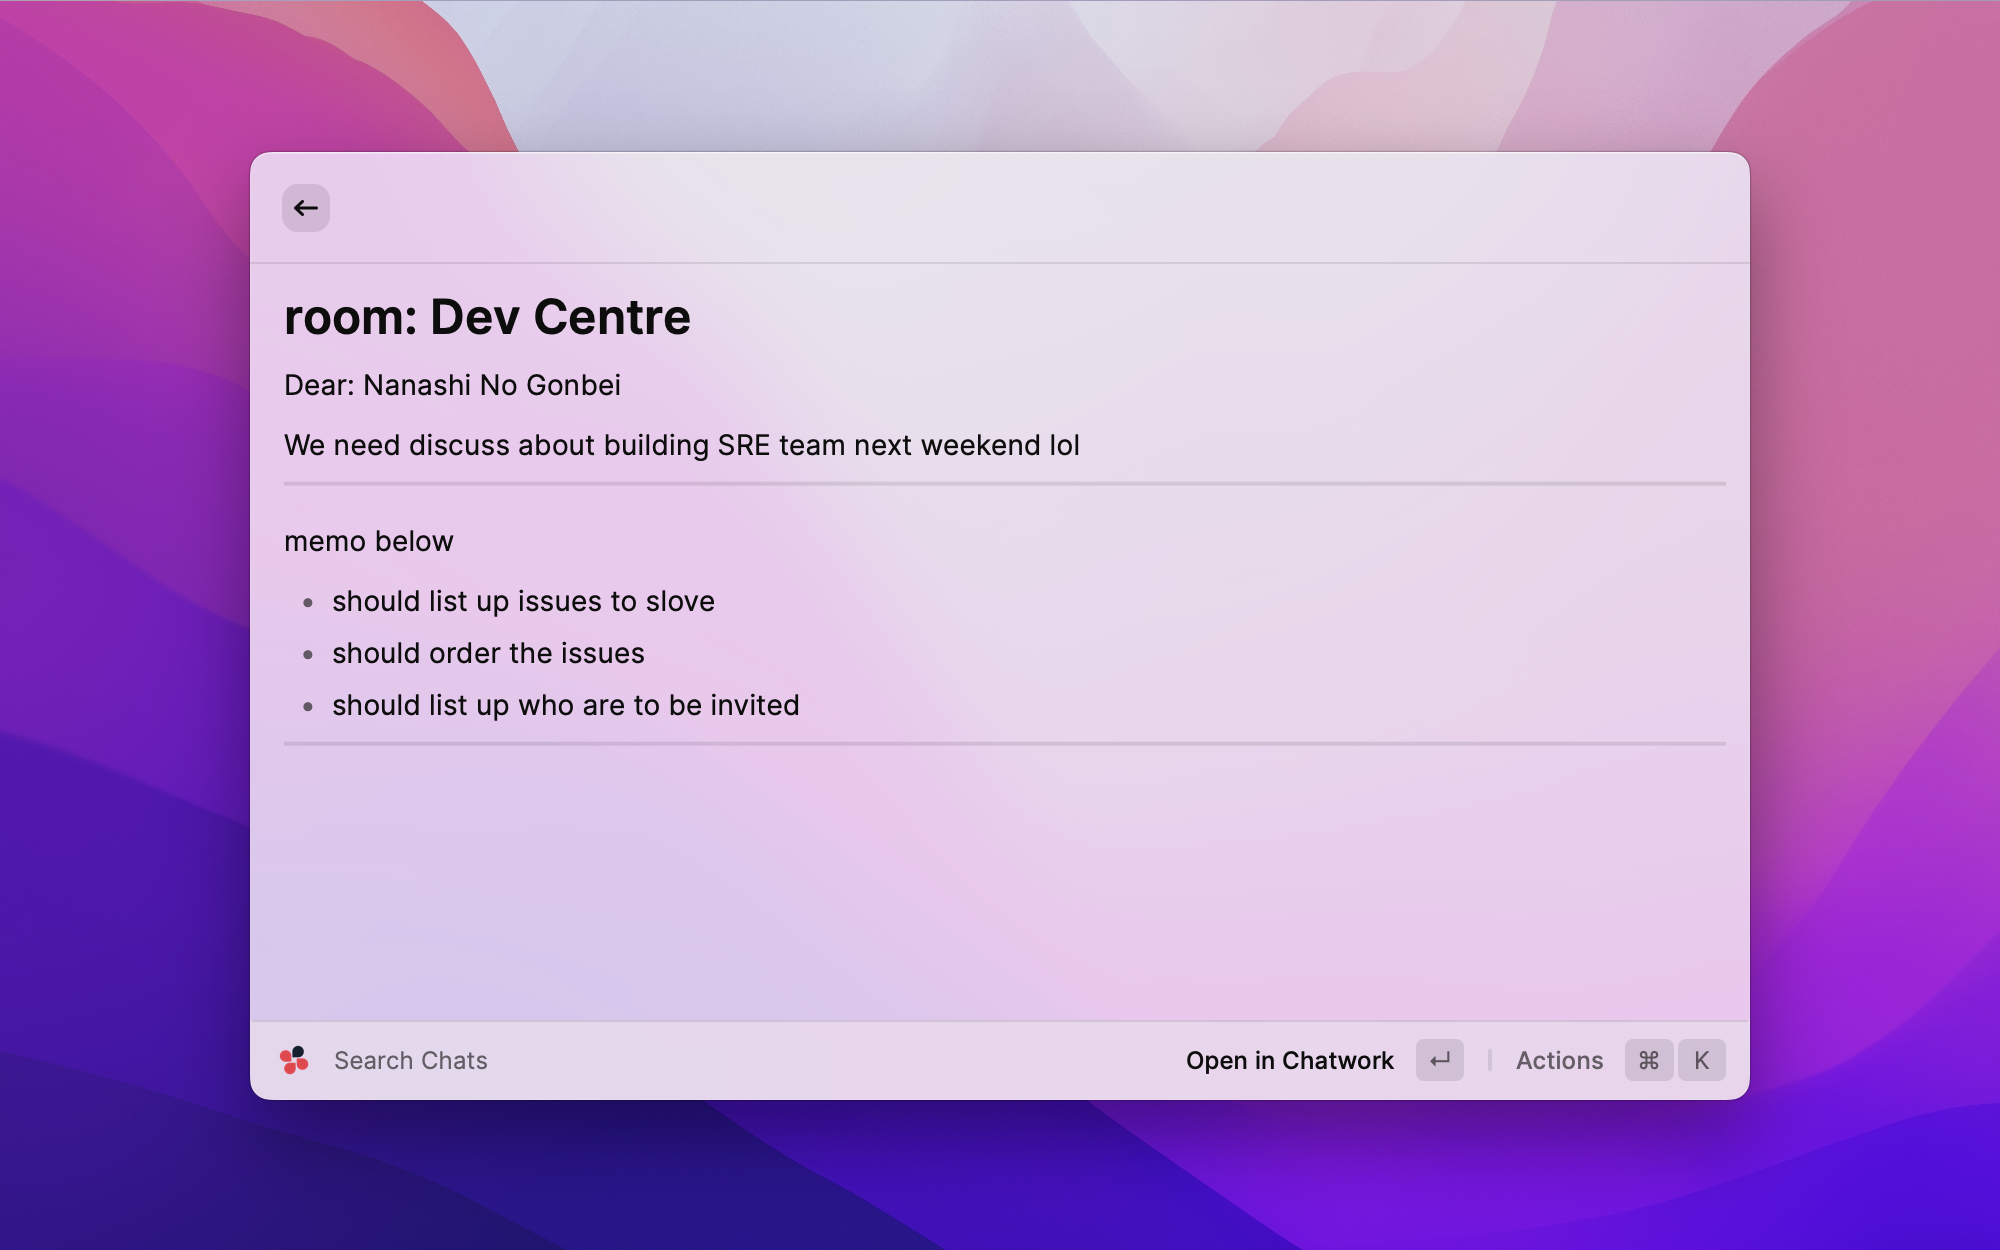 room: Dev Centre
Dear: Nanashi No Gonbei
We need discuss about building SRE team next weekend lol
memo below
• should list up issues to slove
• should order the issues
• should list up who are to be invited
Search Chats
Open in Chatwork ↵ | Actions ⌘ K